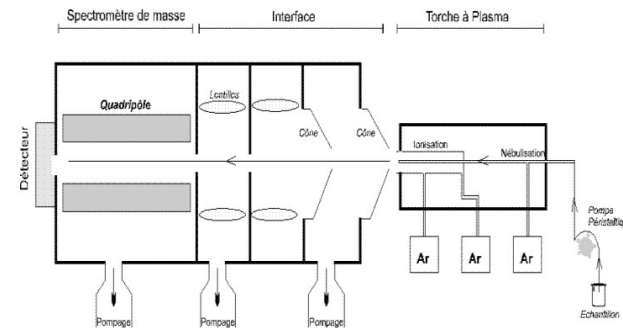 Spectromètre de masse
Interface
Torche à Plasma
Quadripôle
Lentilles
Cône
Cône
Ionisation
Nébulisation
Détecteur
Pompe
Péristaltiq
Ar
Ar
Ar
Pompage
Pompage
Pompage
Echantillon